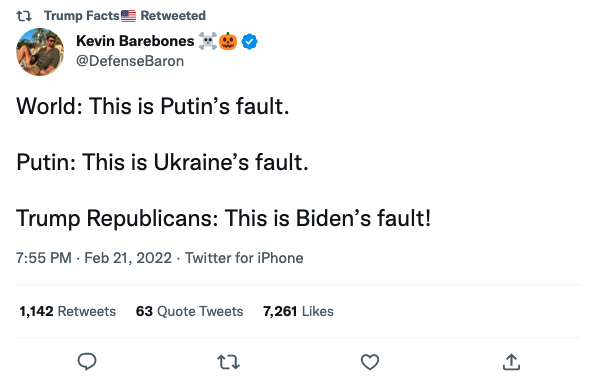 Trump Facts🇺🇸 Retweeted
Kevin Barebones ☠️🎃
@DefenseBaron
World: This is Putin's fault.
Putin: This is Ukraine's fault.
Trump Republicans: This is Biden's fault!
7:55 PM · Feb 21, 2022 · Twitter for iPhone
1,142 Retweets 63 Quote Tweets 7,261 Likes